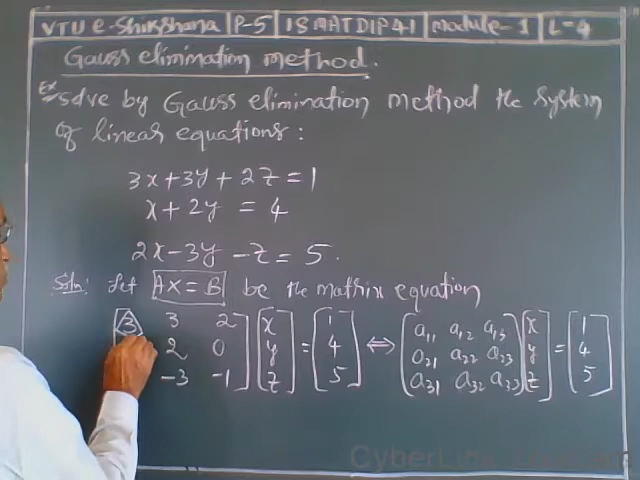 VTU e-Shikshana | P-5 | 18MATDIP41 | module-1 | L-4
Gauss elimination method.
Ex: Solve by Gauss elimination method the system
of linear equations:
3x+3y+2z=1
x+2y=4
2x-3y-z=5.
Soln: Let AX=B be the matrix equation
[3 3 2] [x] = [1] ⇔ (a11 a12 a13) [x] = [1]
2 0 y 4 a21 a22 a23 y 4
-3 -1 z 5 a31 a32 a33 z 5